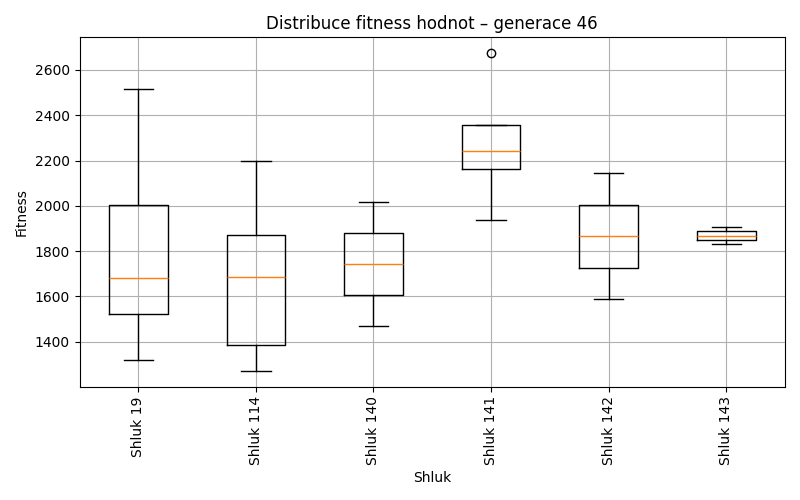 Distribuce fitness hodnot – generace 46
Fitness
2600
2400
2200
2000
1800
1600
1400
Shluk 19
Shluk 114
Shluk 140
Shluk 141
Shluk 142
Shluk 143
Shluk